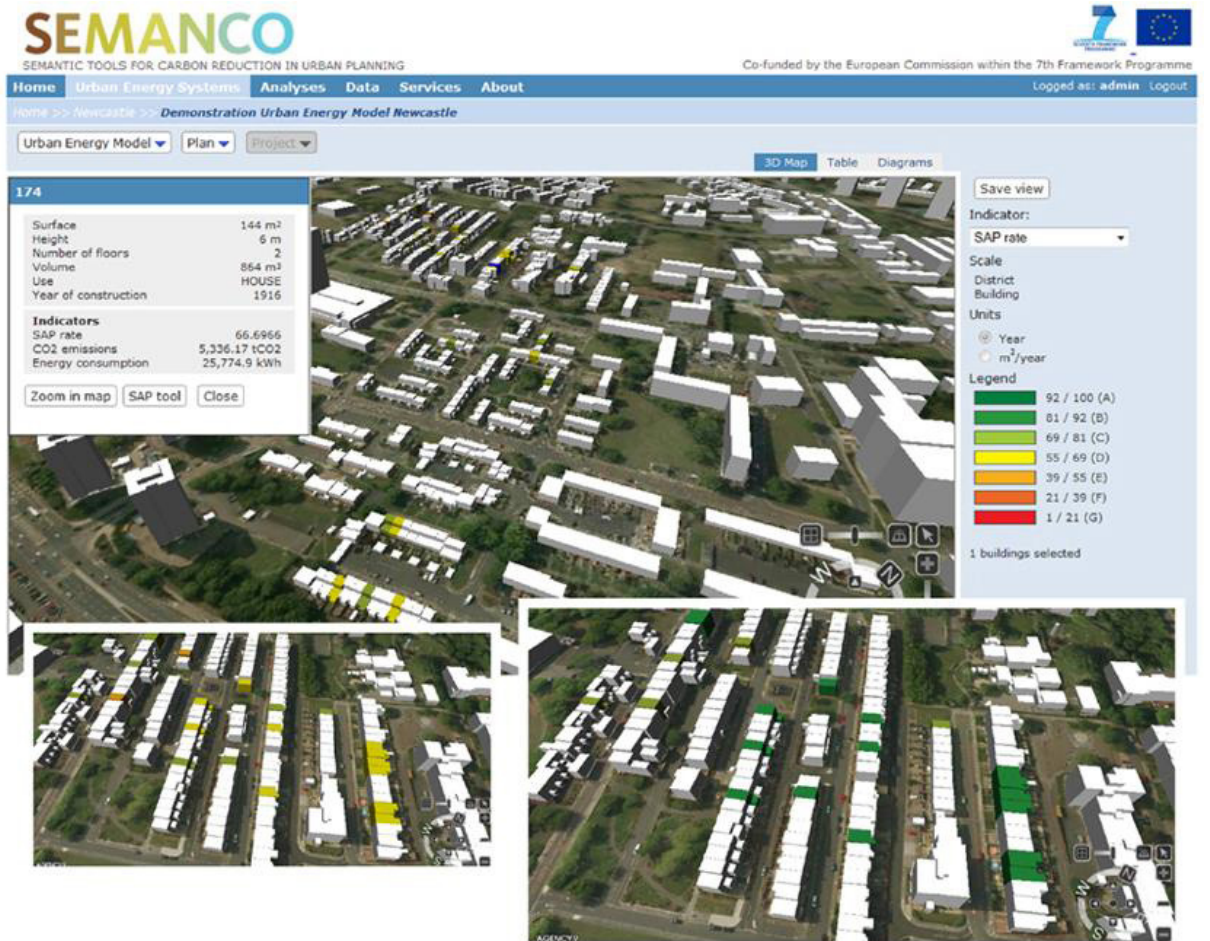 SEMANCO
SEMANTIC TOOLS FOR CARBON REDUCTION IN URBAN PLANNING
Co-funded by the European Commission within the 7th Framework Programme
Home Urban Energy Systems Analyses Data Services About
Logged as: admin Logout
Home >> Newcastle >> Demonstration Urban Energy Model Newcastle
Urban Energy Model Plan Project
3D Map Table Diagrams
174
Surface 144 m²
Height 6 m
Number of floors 2
Volume 864 m³
Use HOUSE
Year of construction 1916
Indicators
SAP rate 66.6966
CO2 emissions 5,336.17 tCO2
Energy consumption 25,774.9 kWh
Zoom in map SAP tool Close
Save view
Indicator:
SAP rate
Scale
District
Building
Units
Year
m²/year
Legend
92 / 100 (A)
81 / 92 (B)
69 / 81 (C)
55 / 69 (D)
39 / 55 (E)
21 / 39 (F)
1 / 21 (G)
1 buildings selected
W N
W N
S
W N
S
AGENCY9